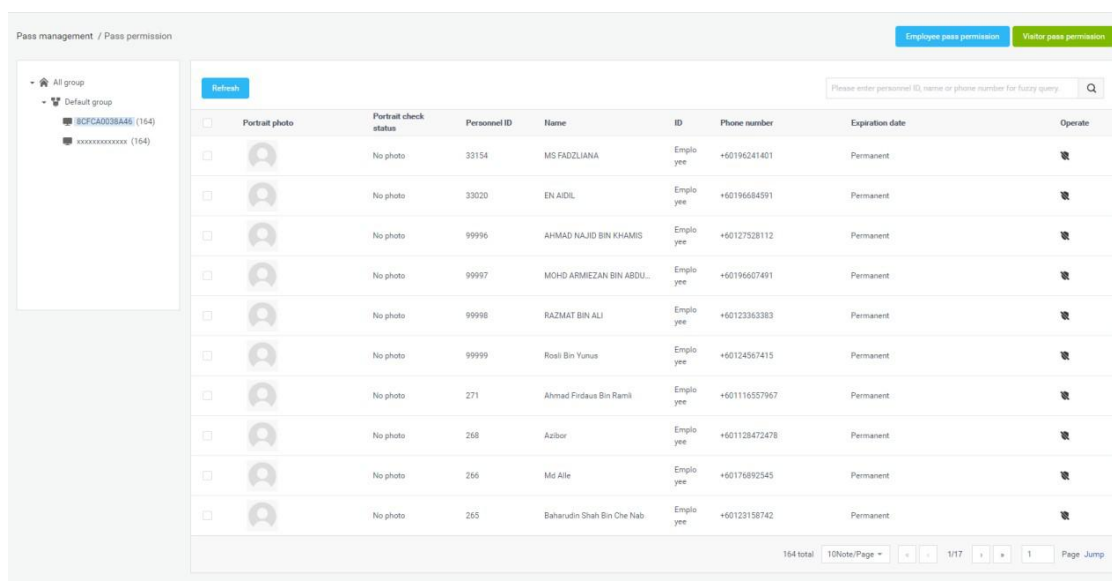 Pass management / Pass permission
Employee pass permission
Visitor pass permission
All group
Default group
8CFCA0038A46 (164)
xxxxxxxxxxxxx (164)
Refresh
Please enter personnel ID, name or phone number for fuzzy query.
Portrait photo Portrait check status Personnel ID Name ID Phone number Expiration date Operate
No photo 33154 MS FADZLIANA Employee +60196241401 Permanent
No photo 33020 EN AIDIL Employee +60196684591 Permanent
No photo 99996 AHMAD NAJID BIN KHAMIS Employee +60127528112 Permanent
No photo 99997 MOHD ARMIEZAN BIN ABDU... Employee +60196607491 Permanent
No photo 99998 RAZMAT BIN ALI Employee +60123363383 Permanent
No photo 99999 Rosli Bin Yunus Employee +60124567415 Permanent
No photo 271 Ahmad Firdaus Bin Ramli Employee +601116557967 Permanent
No photo 268 Azibor Employee +601128472478 Permanent
No photo 266 Md Alle Employee +60176892545 Permanent
No photo 265 Baharudin Shah Bin Che Nab Employee +60123158742 Permanent
164 total 10Note/Page « ‹ 1/17 › » 1 Page Jump